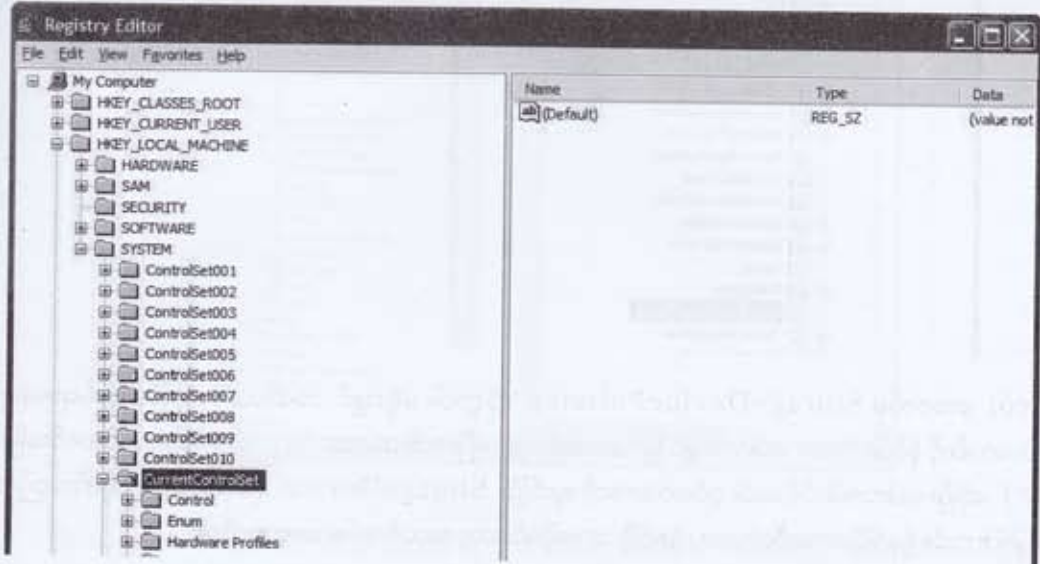 Registry Editor
File Edit View Favorites Help
My Computer
HKEY_CLASSES_ROOT
HKEY_CURRENT_USER
HKEY_LOCAL_MACHINE
HARDWARE
SAM
SECURITY
SOFTWARE
SYSTEM
ControlSet001
ControlSet002
ControlSet003
ControlSet004
ControlSet005
ControlSet006
ControlSet007
ControlSet008
ControlSet009
ControlSet010
CurrentControlSet
Control
Enum
Hardware Profiles
Name Type Data
(Default) REG_SZ (value not